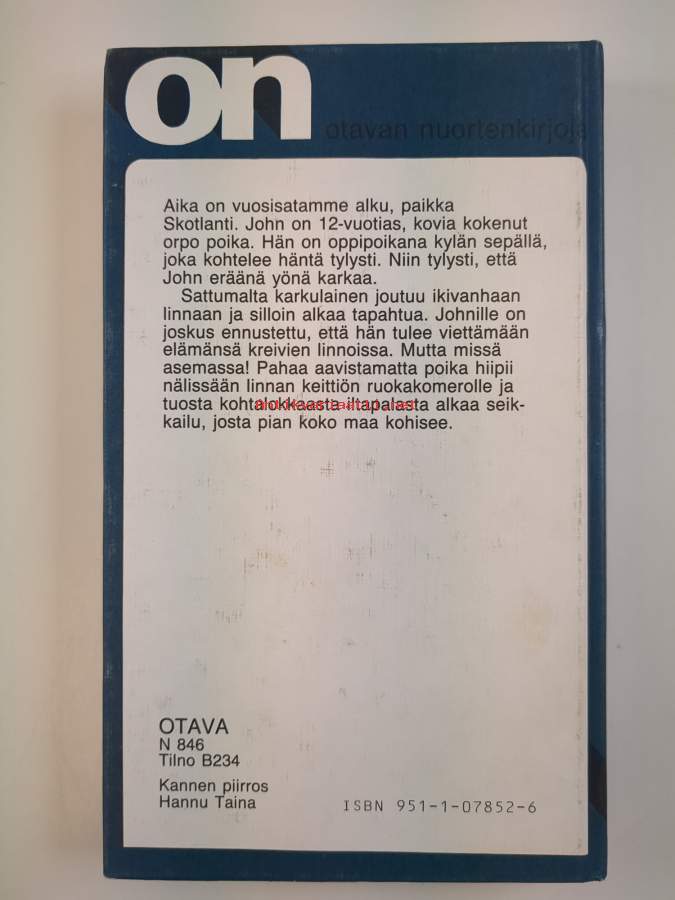 on
otavan nuortenkirjoja
Aika on vuosisatamme alku, paikka
Skotlanti. John on 12-vuotias, kovia kokenut
orpo poika. Hän on oppipoikana kylän sepällä,
joka kohtelee häntä tylysti. Niin tylysti, että
John eräänä yönä karkaa.
Sattumalta karkulainen joutuu ikivanhaan
linnaan ja silloin alkaa tapahtua. Johnille on
joskus ennustettu, että hän tulee viettämään
elämänsä kreivien linnoissa. Mutta missä
asemassa! Pahaa aavistamatta poika hiipii
nälissään linnan keittiön ruokakomerolle ja
tuosta kohtalokkaasta iltapalasta alkaa seik-
kailu, josta pian koko maa kohisee.
OTAVA
N 846
Tilno B234
Kannen piirros
Hannu Taina
ISBN 951-1-07852-6